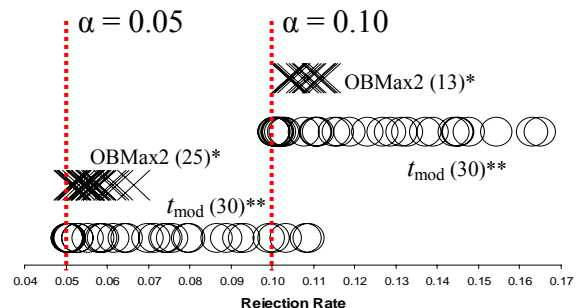 α = 0.05
α = 0.10
OBMax2 (13)*
OBMax2 (25)*
tmod (30)**
tmod (30)**
0.04 0.05 0.06 0.07 0.08 0.09 0.10 0.11 0.12 0.13 0.14 0.15 0.16 0.17
Rejection Rate